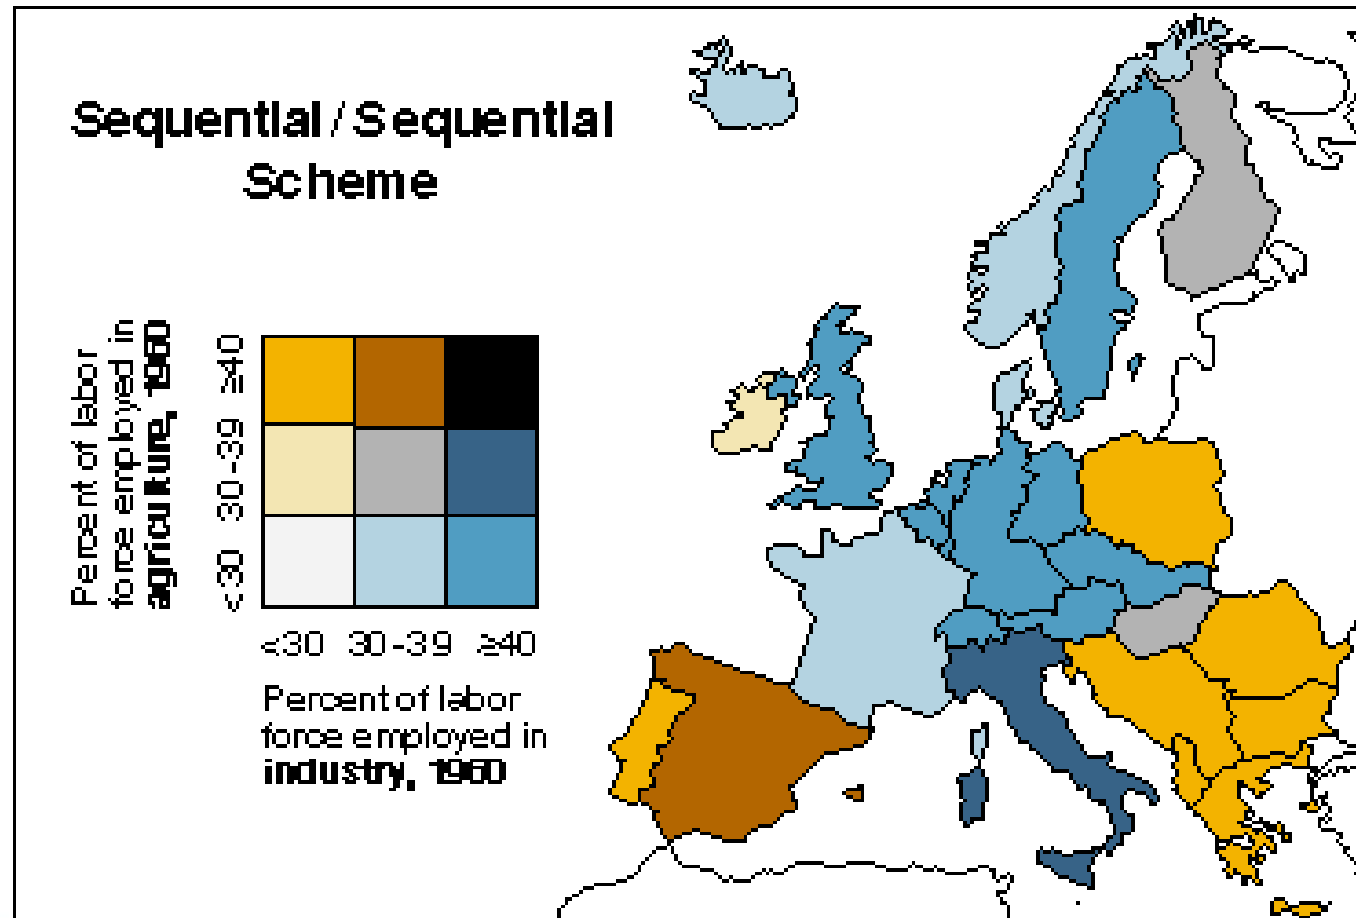 Sequential / Sequential
Scheme
Percent of labor
force employed in
agriculture, 1960
≥40
30-39
<30
<30 30-39 ≥40
Percent of labor
force employed in
industry, 1960